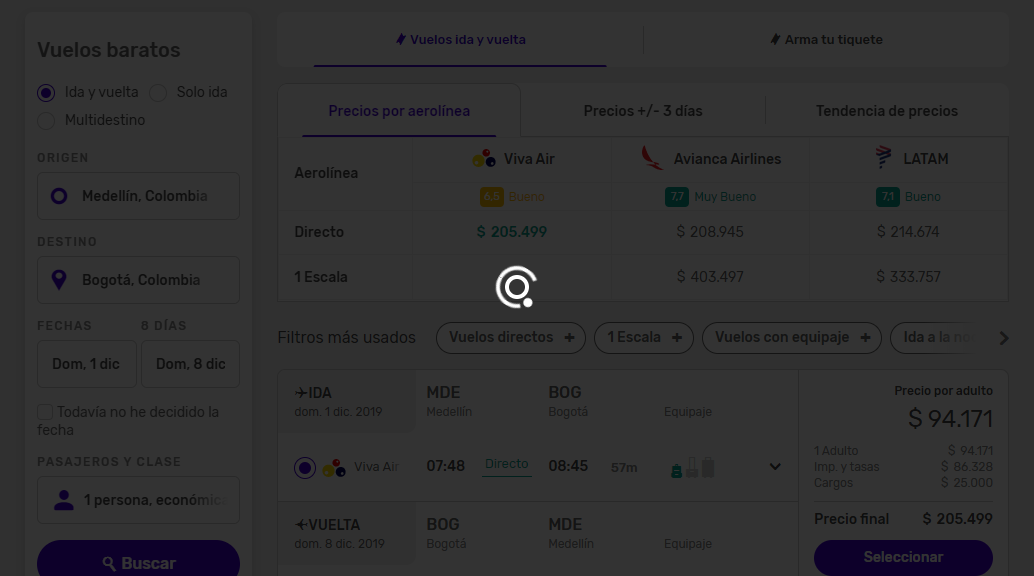 Vuelos baratos
Ida y vuelta
Solo ida
Multidestino
ORIGEN
Medellín, Colombia
DESTINO
Bogotá, Colombia
FECHAS
8 DÍAS
Dom, 1 dic
Dom, 8 dic
Todavía no he decidido la
fecha
PASAJEROS Y CLASE
1 persona, económica
Buscar
Vuelos ida y vuelta
Arma tu tiquete
Precios por aerolínea
Precios +/- 3 días
Tendencia de precios
Aerolínea
Viva Air
Avianca Airlines
LATAM
6,5 Bueno
7,7 Muy Bueno
7,1 Bueno
Directo
$ 205.499
$ 208.945
$ 214.674
1 Escala
$ 403.497
$ 333.757
Filtros más usados
Vuelos directos +
1 Escala +
Vuelos con equipaje +
Ida a la
IDA
dom. 1 dic. 2019
MDE
Medellín
BOG
Bogotá
Equipaje
Viva Air
07:48
Directo
08:45
57m
VUELTA
dom. 8 dic. 2019
BOG
Bogotá
MDE
Medellín
Equipaje
Precio por adulto
$ 94.171
1 Adulto
$ 94.171
Imp. y tasas
$ 86.328
Cargos
$ 25.000
Precio final
$ 205.499
Seleccionar